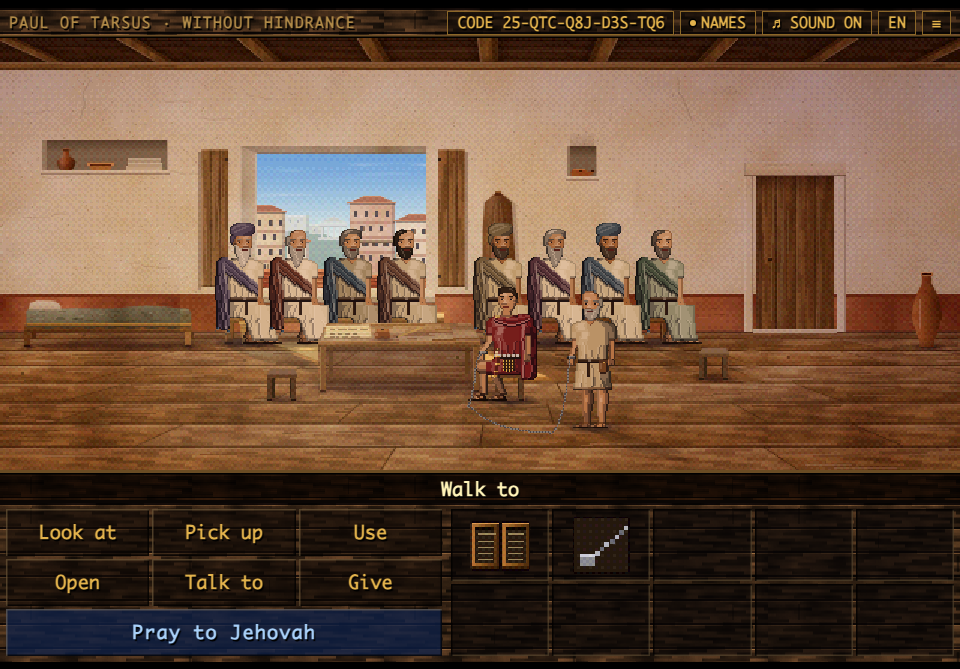 PAUL OF TARSUS · WITHOUT HINDRANCE
CODE 25-QTC-Q8J-D3S-TQ6
• NAMES
♬ SOUND ON
EN
≡
Walk to
Look at
Pick up
Use
Open
Talk to
Give
Pray to Jehovah